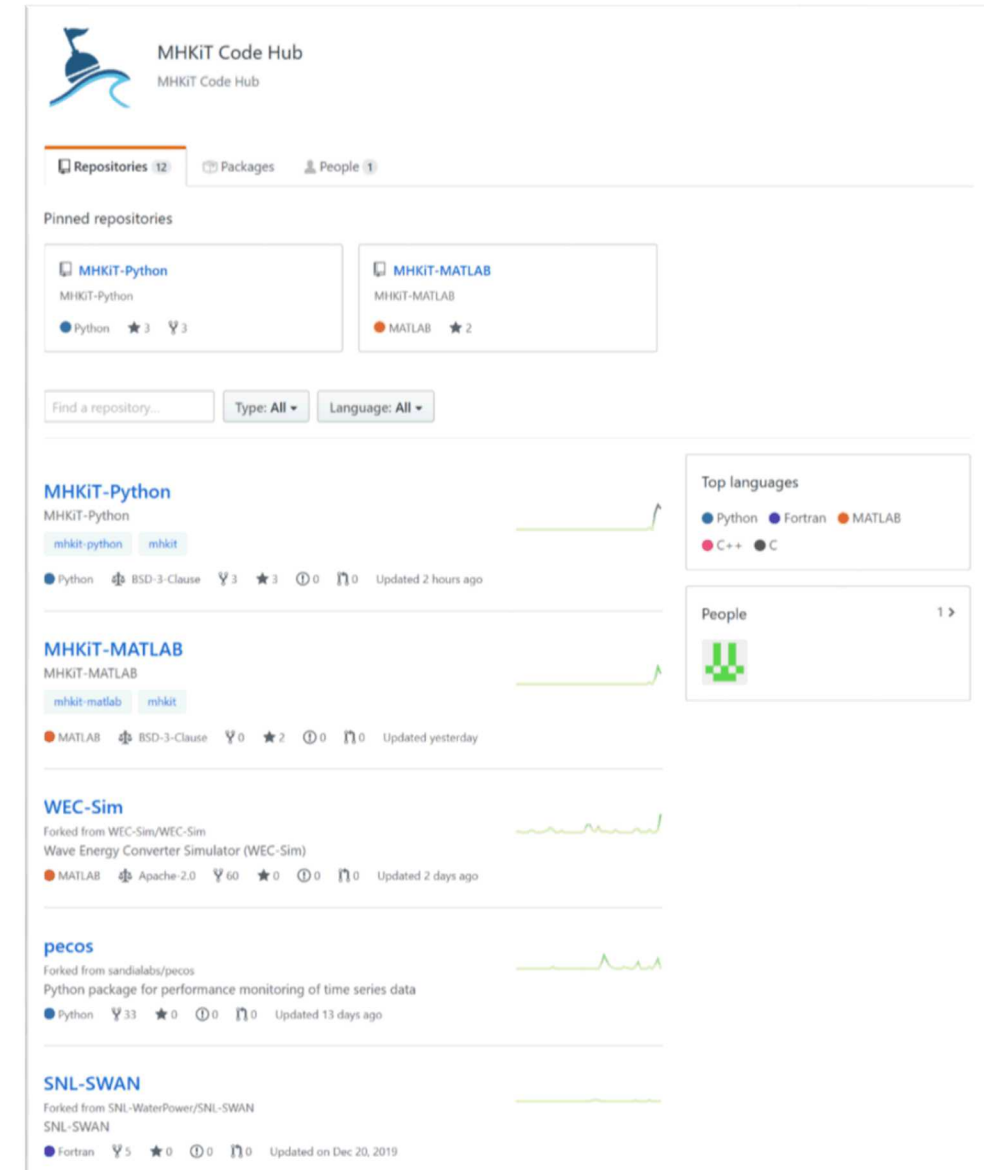 MHKiT Code Hub
MHKiT Code Hub
Repositories 12 Packages People 1
Pinned repositories
MHKiT-Python
MHKiT-Python
Python 3 3
MHKiT-MATLAB
MHKiT-MATLAB
MATLAB 2
Find a repository... Type: All Language: All
MHKiT-Python
MHKiT-Python
mhkit-python mhkit
Python BSD-3-Clause 3 3 0 0 Updated 2 hours ago
MHKiT-MATLAB
MHKiT-MATLAB
mhkit-matlab mhkit
MATLAB BSD-3-Clause 0 2 0 0 Updated yesterday
WEC-Sim
Forked from WEC-Sim/WEC-Sim
Wave Energy Converter Simulator (WEC-Sim)
MATLAB Apache-2.0 60 0 0 0 Updated 2 days ago
pecos
Forked from sandialabs/pecos
Python package for performance monitoring of time series data
Python 33 0 0 0 Updated 13 days ago
SNL-SWAN
Forked from SNL-WaterPower/SNL-SWAN
SNL-SWAN
Fortran 5 0 0 0 Updated on Dec 20, 2019
Top languages
Python Fortran MATLAB
C++ C
People 1